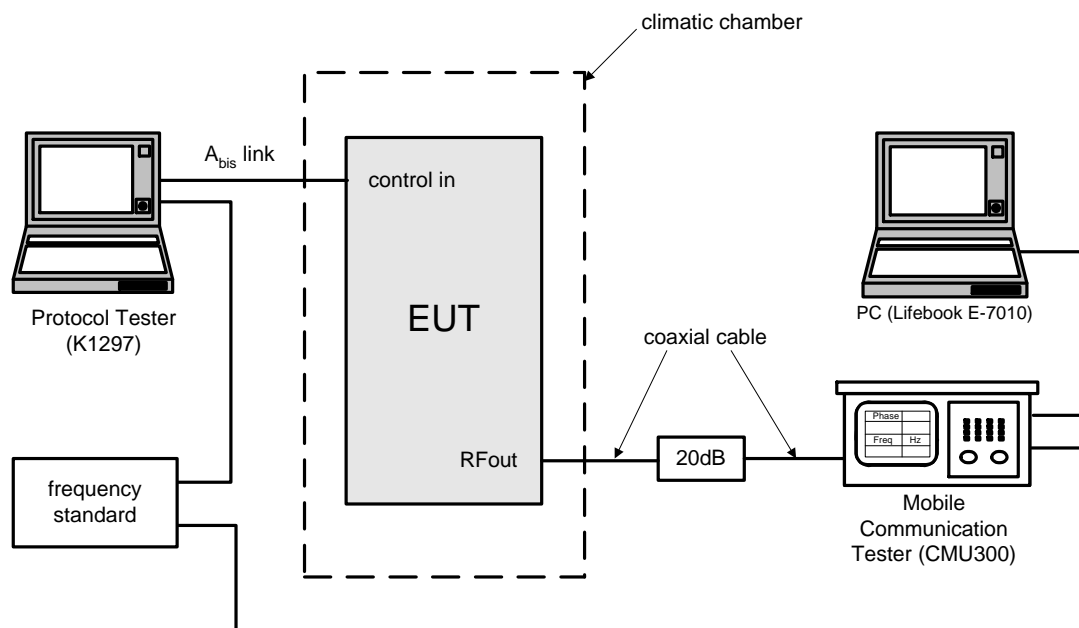 climatic chamber
A_bis link
control in
EUT
RFout
Protocol Tester
(K1297)
frequency
standard
coaxial cable
20dB
PC (Lifebook E-7010)
Phase
Freq Hz
Mobile
Communication
Tester (CMU300)